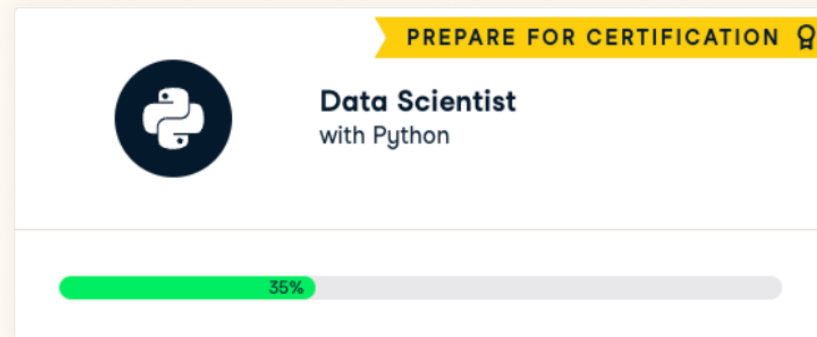 PREPARE FOR CERTIFICATION
Data Scientist
with Python
35%